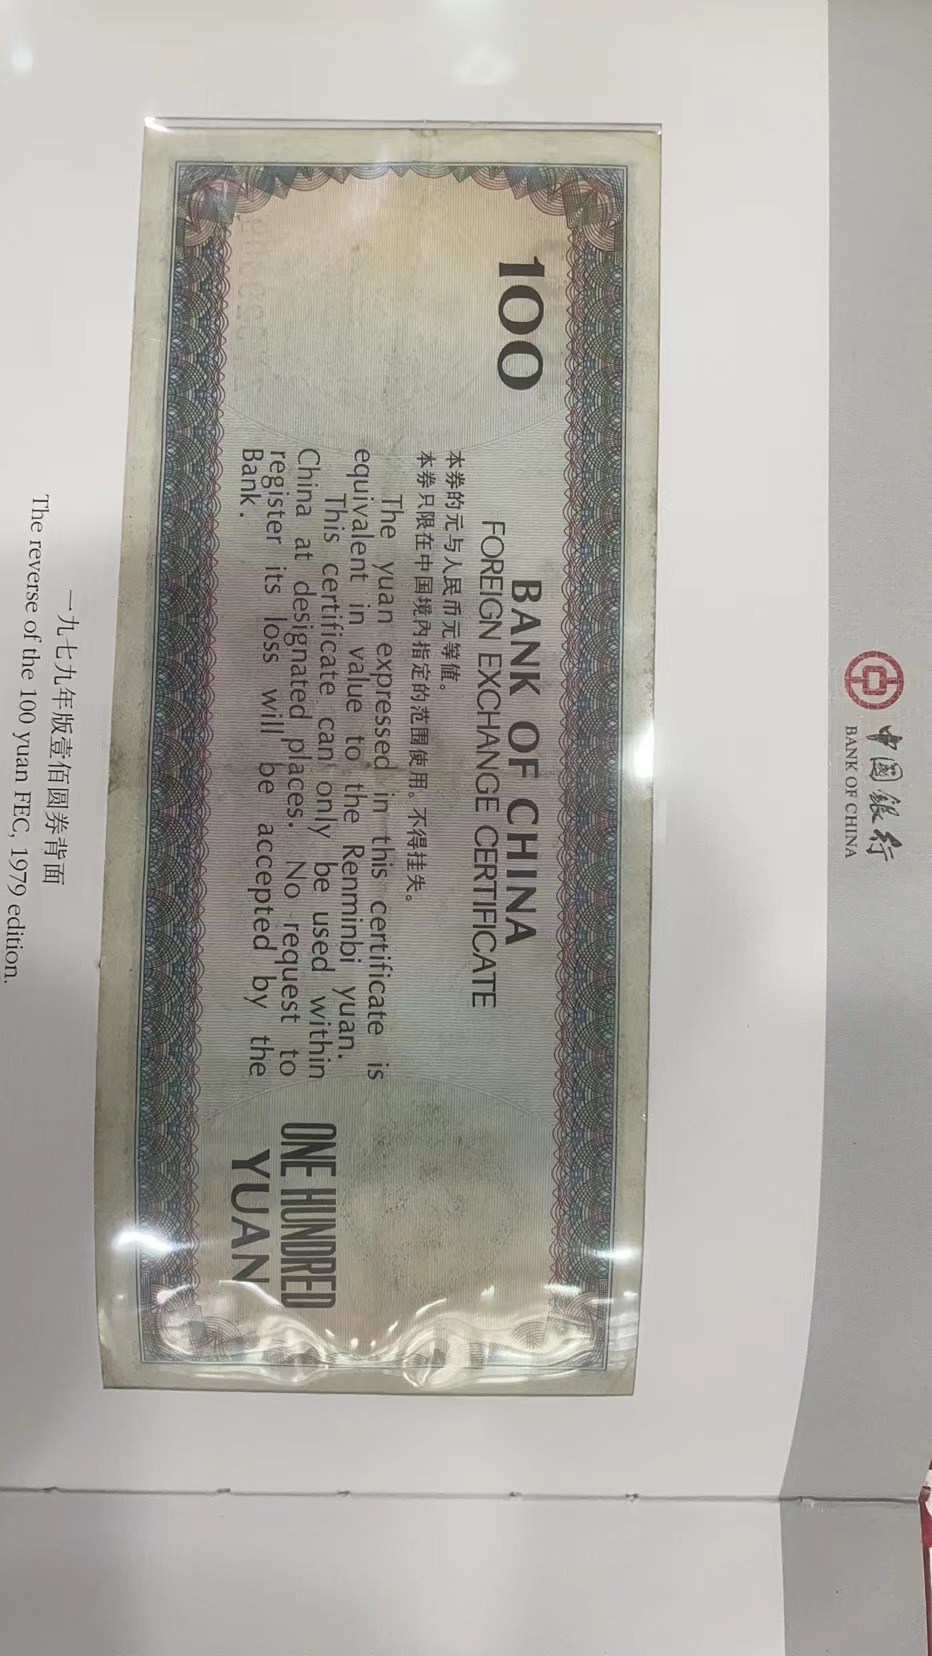 中國銀行
BANK OF CHINA
100
BANK OF CHINA
FOREIGN EXCHANGE CERTIFICATE
本券的元与人民币元等值。
本券只限在中国境内指定的范围使用。不得挂失。
The yuan expressed in this certificate is
equivalent in value to the Renminbi yuan.
This certificate can only be used within
China at designated places. No request to
register its loss will be accepted by the
Bank.
ONE HUNDRED
YUAN
一九七九年版壹佰圆券背面
The reverse of the 100 yuan FEC, 1979 edition.